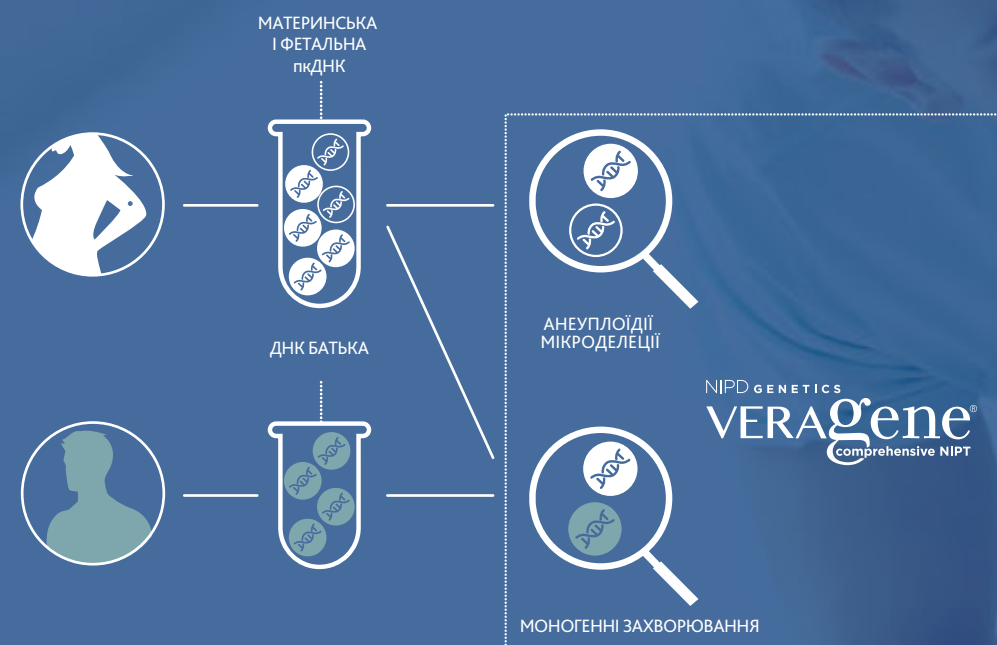 МАТЕРИНСЬКА
І ФЕТАЛЬНА
пкДНК
АНЕУПЛОЇДІЇ
МІКРОДЕЛЕЦІЇ
ДНК БАТЬКА
NIPD GENETICS
VERAgene®
comprehensive NIPT
МОНОГЕННІ ЗАХВОРЮВАННЯ